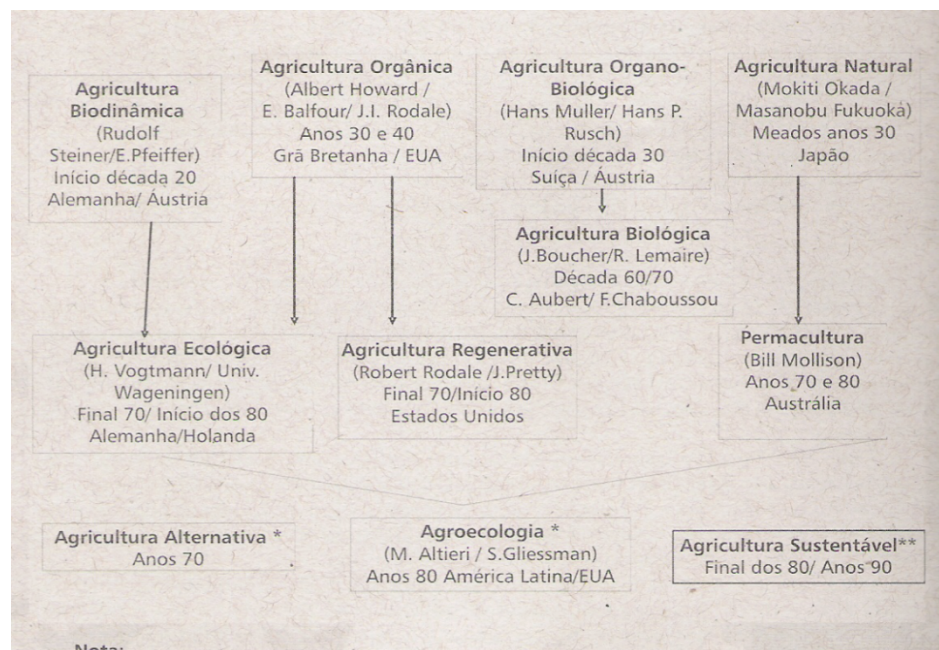 Agricultura
Biodinâmica
(Rudolf
Steiner/E.Pfeiffer)
Início década 20
Alemanha/ Áustria
Agricultura Orgânica
(Albert Howard /
E. Balfour/ J.I. Rodale)
Anos 30 e 40
Grã Bretanha / EUA
Agricultura Organo-
Biológica
(Hans Muller/ Hans P.
Rusch)
Início década 30
Suíça / Áustria
Agricultura Natural
(Mokiti Okada /
Masanobu Fukuoká)
Meados anos 30
Japão
Agricultura Biológica
(J.Boucher/R. Lemaire)
Década 60/70
C. Aubert/ F.Chaboussou
Agricultura Ecológica
(H. Vogtmann/ Univ.
Wageningen)
Final 70/ Início dos 80
Alemanha/Holanda
Agricultura Regenerativa
(Robert Rodale /J.Pretty)
Final 70/Início 80
Estados Unidos
Permacultura
(Bill Mollison)
Anos 70 e 80
Austrália
Agricultura Alternativa *
Anos 70
Agroecologia *
(M. Altieri / S.Gliessman)
Anos 80 América Latina/EUA
Agricultura Sustentável**
Final dos 80/ Anos 90
Nota: